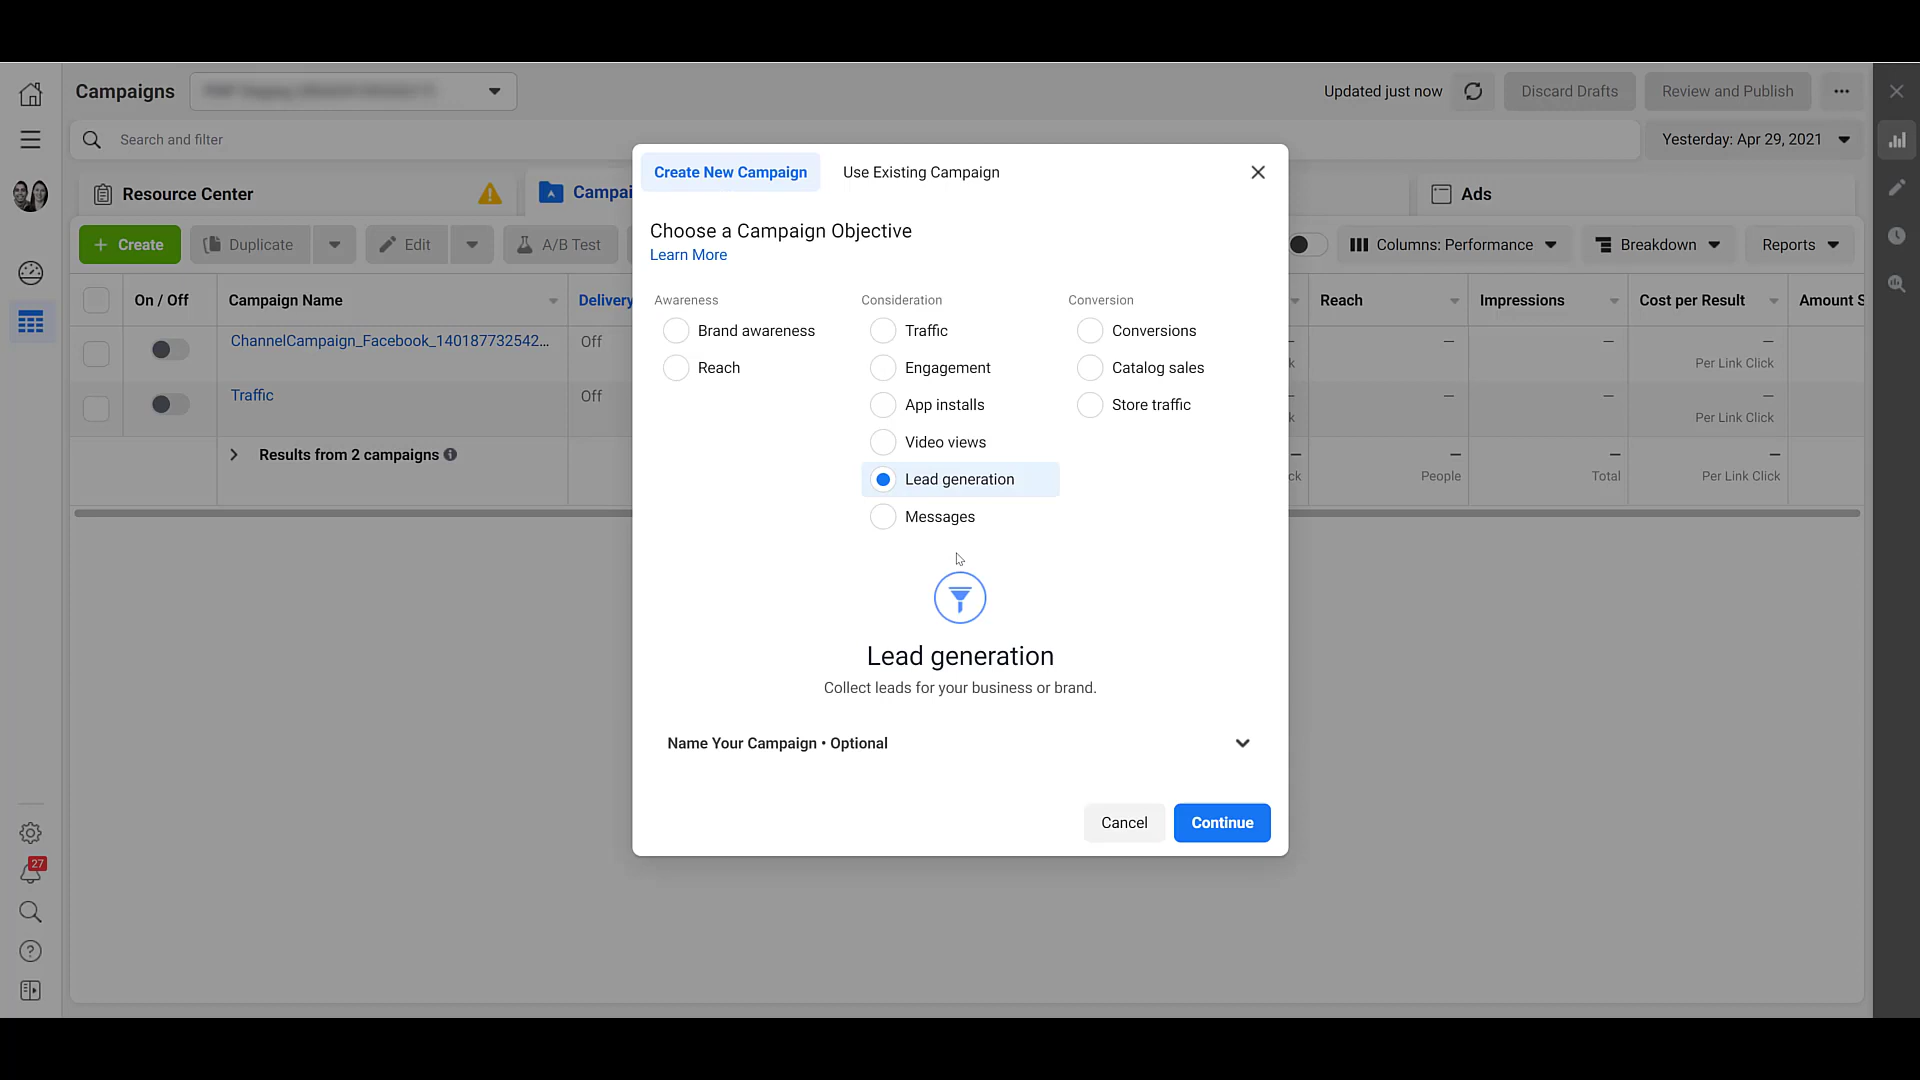 Campaigns
Updated just now
Discard Drafts
Review and Publish
Search and filter
Yesterday: Apr 29, 2021
Resource Center
Campai
Ads
Create
Duplicate
Edit
A/B Test
Columns: Performance
Breakdown
Reports
On / Off
Campaign Name
Delivery
Reach
Impressions
Cost per Result
Amount S
ChannelCampaign_Facebook_140187732542...
Off
—
—
—
k
Per Link Click
Traffic
Off
—
—
—
k
Per Link Click
Results from 2 campaigns
—
—
—
—
ck
People
Total
Per Link Click
27
Create New Campaign
Use Existing Campaign
Choose a Campaign Objective
Learn More
Awareness
Brand awareness
Reach
Consideration
Traffic
Engagement
App installs
Video views
Lead generation
Messages
Conversion
Conversions
Catalog sales
Store traffic
Lead generation
Collect leads for your business or brand.
Name Your Campaign • Optional
Cancel
Continue